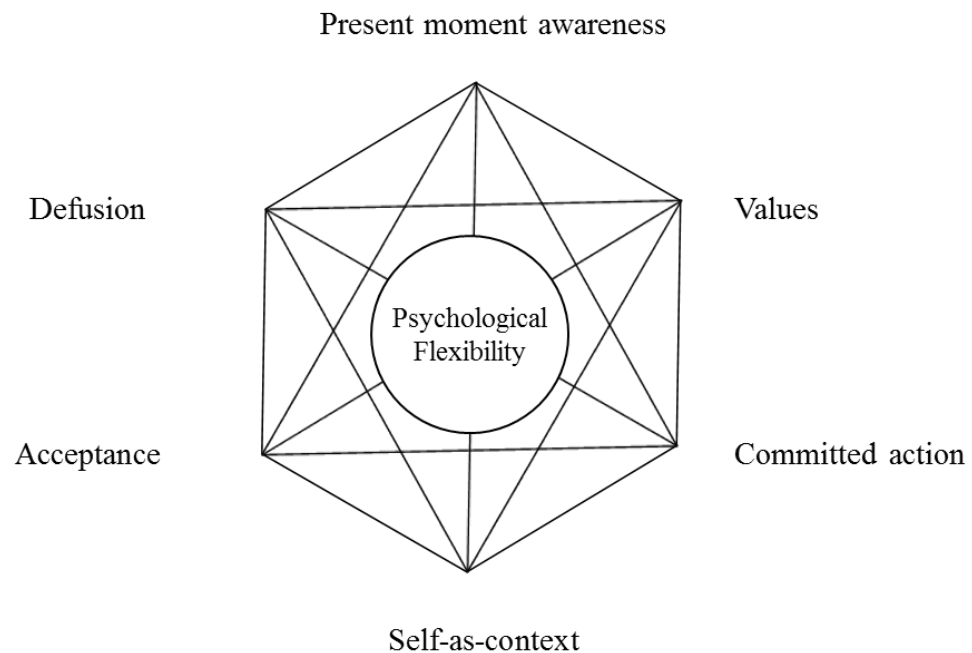 Present moment awareness
Defusion
Values
Psychological
Flexibility
Acceptance
Committed action
Self-as-context